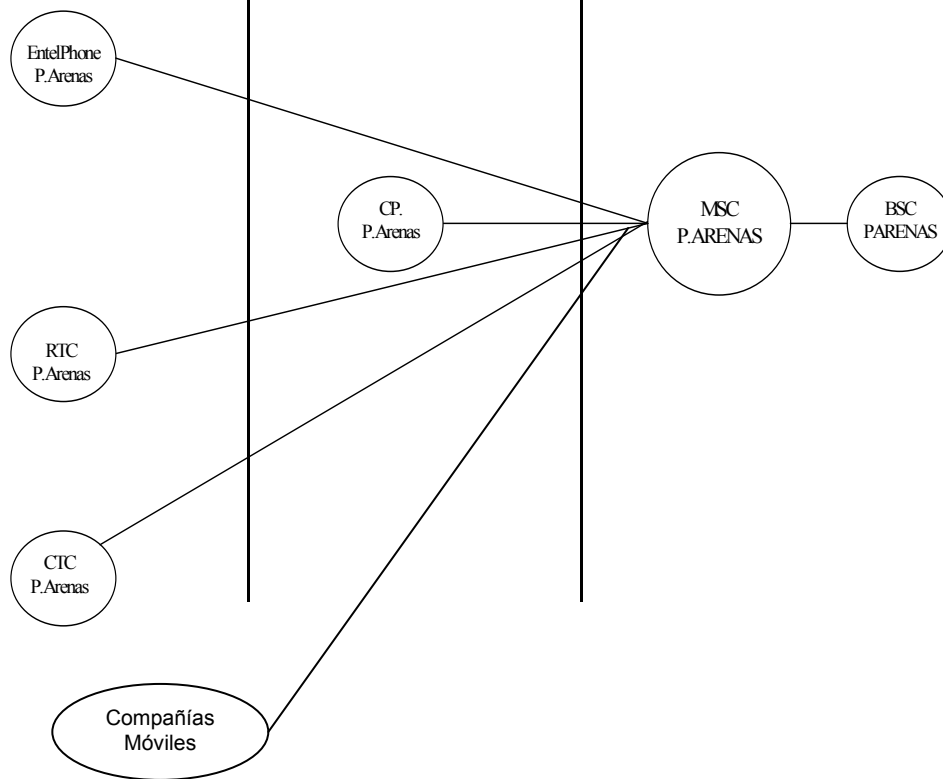 EntelPhone
P.Arenas
CP.
P.Arenas
MSC
P.ARENAS
BSC
PARENAS
RTC
P.Arenas
CTC
P.Arenas
Compañías
Móviles